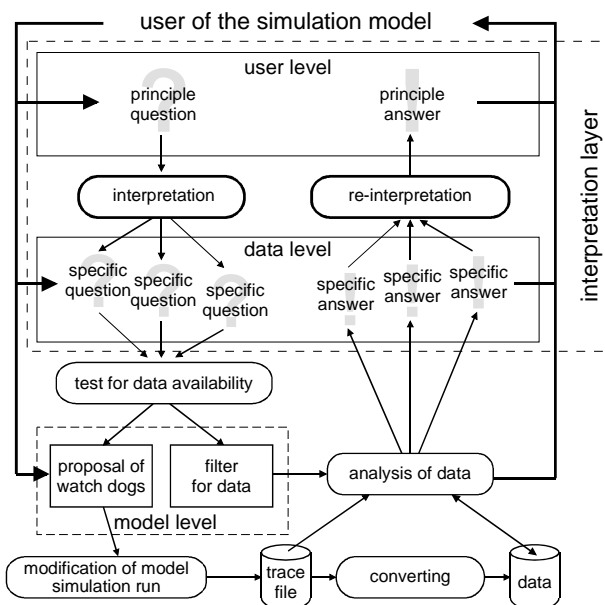 user of the simulation model
user level
?
!
principle
question
principle
answer
interpretation
re-interpretation
interpretation layer
data level
?
?
?
!
!
!
specific
question
specific
question
specific
question
specific
answer
specific
answer
specific
answer
test for data availability
proposal of
watch dogs
filter
for data
model level
analysis of data
modification of model
simulation run
trace
file
converting
data